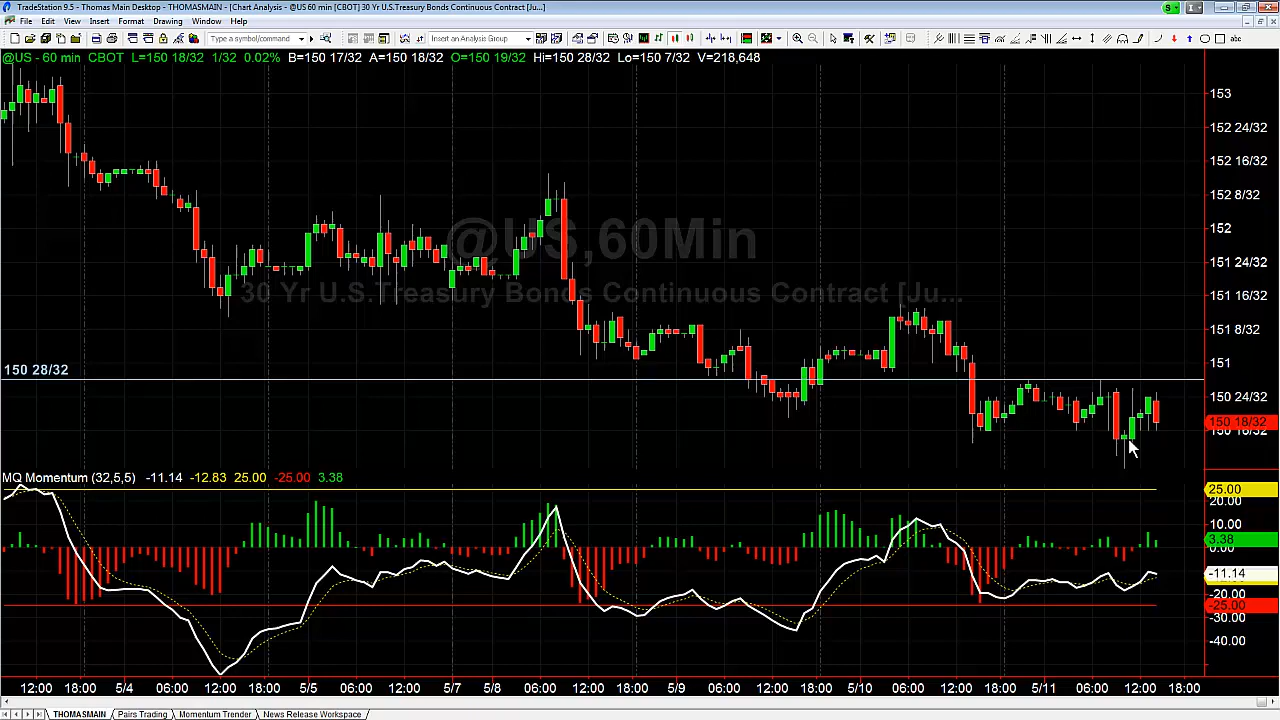 TradeStation 9.5 - Thomas Main Desktop - THOMASMAIN - [Chart Analysis - @US 60 min [CBOT] 30 Yr U.S.Treasury Bonds Continuous Contract [Ju...]
File Edit View Insert Format Drawing Window Help
Type a symbol/command Insert an Analysis Group abc
@US - 60 min CBOT L=150 18/32 1/32 0.02% B=150 17/32 A=150 18/32 O=150 19/32 Hi=150 28/32 Lo=150 7/32 V=218,648
153
152 24/32
152 16/32
152 8/32
@US,60Min
152
151 24/32
30 Yr U.S.Treasury Bonds Continuous Contract [Ju...
151 16/32
151 8/32
151
150 28/32
150 24/32
150 18/32
150 16/32
MQ Momentum (32,5,5) -11.14 -12.83 25.00 -25.00 3.38
25.00
20.00
10.00
3.38
0.00
-11.14
-20.00
-25.00
-30.00
-40.00
12:00 18:00 5/4 06:00 12:00 18:00 5/5 06:00 12:00 5/7 5/8 06:00 12:00 18:00 5/9 06:00 12:00 18:00 5/10 06:00 12:00 18:00 5/11 06:00 12:00 18:00
THOMASMAIN Pairs Trading Momentum Trender News Release Workspace